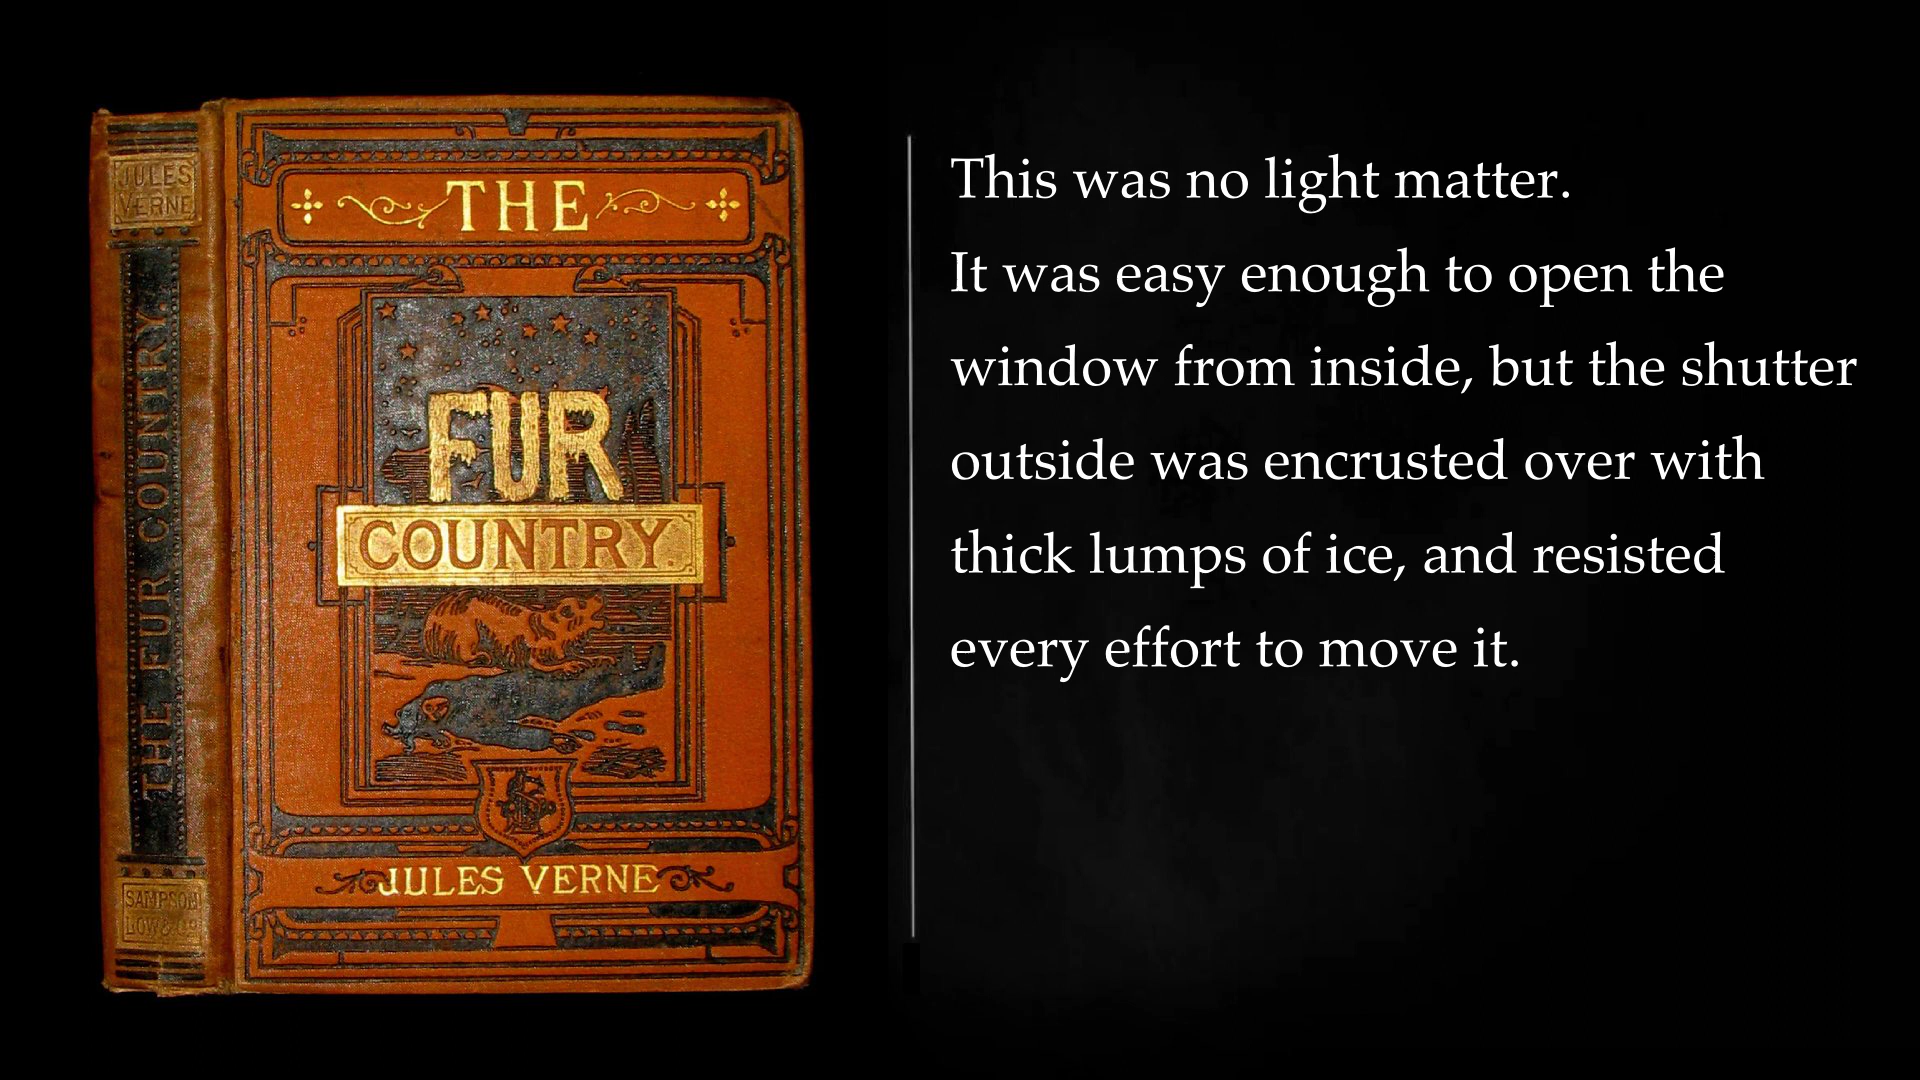 JULES
VERNE
THE FUR COUNTRY.
SAMPSON
LOW & Co
THE
FUR
COUNTRY.
JULES VERNE
This was no light matter.
It was easy enough to open the
window from inside, but the shutter
outside was encrusted over with
thick lumps of ice, and resisted
every effort to move it.